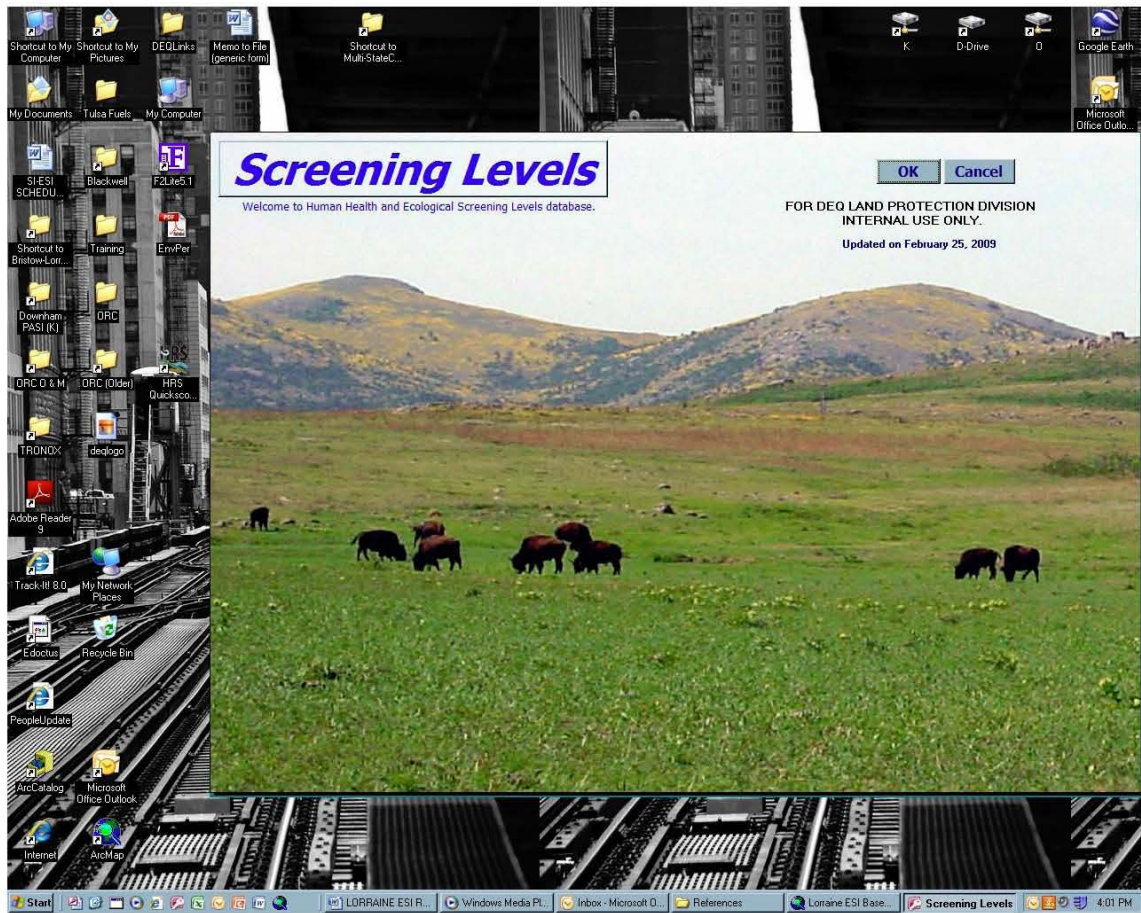 Shortcut to My Computer
Shortcut to My Pictures
DEQLinks
Memo to File (generic form)
Shortcut to Multi-StateC...
K
D-Drive
O
Google Earth
My Documents
Tulsa Fuels
My Computer
Microsoft Office Outlo...
SI-ESI SCHEDU...
Blackwell
F2Lite5.1
Shortcut to Bristow-Lorr...
Training
EnvPer
Downham PASI (K)
ORC
ORC O & M
ORC (Older)
HRS Quicksco...
TRONOX
deqlogo
Adobe Reader 9
Track-It! 8.0
My Network Places
Edoctus
Recycle Bin
PeopleUpdate
ArcCatalog
Microsoft Office Outlook
Internet
ArcMap
Screening Levels
Welcome to Human Health and Ecological Screening Levels database.
OK
Cancel
FOR DEQ LAND PROTECTION DIVISION
INTERNAL USE ONLY.
Updated on February 25, 2009
Start
LORRAINE ESI R...
Windows Media Pl...
Inbox - Microsoft O...
References
Lorraine ESI Base...
Screening Levels
4:01 PM